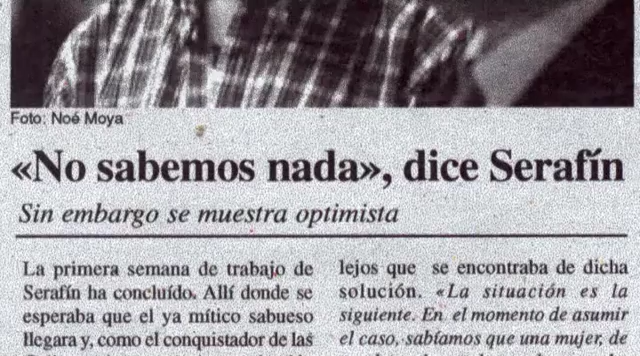 Foto: Noé Moya
«No sabemos nada», dice Serafín
Sin embargo se muestra optimista
La primera semana de trabajo de
Serafín ha concluído. Allí donde se
esperaba que el ya mítico sabueso
llegara y, como el conquistador de las
lejos que se encontraba de dicha
solución. «La situación es la
siguiente. En el momento de asumir
el caso, sabíamos que una mujer, de